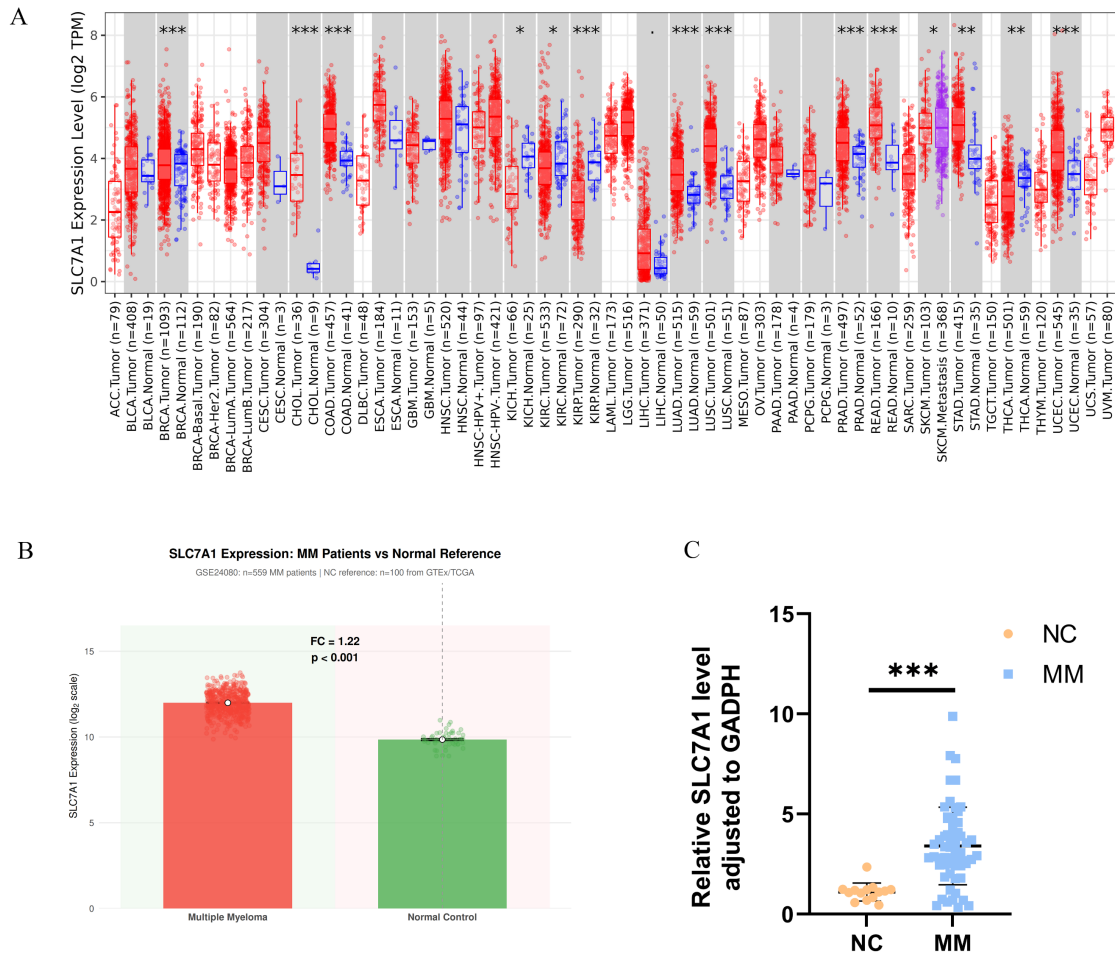 A
SLC7A1 Expression Level (log2 TPM)
8
6
4
2
0
*** *** *** * * *** . *** *** *** *** * ** ** ***
ACC.Tumor (n=79)
BLCA.Tumor (n=408)
BLCA.Normal (n=19)
BRCA.Tumor (n=1093)
BRCA.Normal (n=112)
BRCA-Basal.Tumor (n=190)
BRCA-Her2.Tumor (n=82)
BRCA-LumA.Tumor (n=564)
BRCA-LumB.Tumor (n=217)
CESC.Tumor (n=304)
CESC.Normal (n=3)
CHOL.Tumor (n=36)
CHOL.Normal (n=9)
COAD.Tumor (n=457)
COAD.Normal (n=41)
DLBC.Tumor (n=48)
ESCA.Tumor (n=184)
ESCA.Normal (n=11)
GBM.Tumor (n=153)
GBM.Normal (n=5)
HNSC.Tumor (n=520)
HNSC.Normal (n=44)
HNSC-HPV+.Tumor (n=97)
HNSC-HPV-.Tumor (n=421)
KICH.Tumor (n=66)
KICH.Normal (n=25)
KIRC.Tumor (n=533)
KIRC.Normal (n=72)
KIRP.Tumor (n=290)
KIRP.Normal (n=32)
LAML.Tumor (n=173)
LGG.Tumor (n=516)
LIHC.Tumor (n=371)
LIHC.Normal (n=50)
LUAD.Tumor (n=515)
LUAD.Normal (n=59)
LUSC.Tumor (n=501)
LUSC.Normal (n=51)
MESO.Tumor (n=87)
OV.Tumor (n=303)
PAAD.Tumor (n=178)
PAAD.Normal (n=4)
PCPG.Tumor (n=179)
PCPG.Normal (n=3)
PRAD.Tumor (n=497)
PRAD.Normal (n=52)
READ.Tumor (n=166)
READ.Normal (n=10)
SARC.Tumor (n=259)
SKCM.Tumor (n=103)
SKCM.Metastasis (n=368)
STAD.Tumor (n=415)
STAD.Normal (n=35)
TGCT.Tumor (n=150)
THCA.Tumor (n=501)
THCA.Normal (n=59)
THYM.Tumor (n=120)
UCEC.Tumor (n=545)
UCEC.Normal (n=35)
UCS.Tumor (n=57)
UVM.Tumor (n=80)
B
SLC7A1 Expression: MM Patients vs Normal Reference
GSE24080: n=559 MM patients | NC reference: n=100 from GTEx/TCGA
FC = 1.22
p < 0.001
SLC7A1 Expression (log2 scale)
15
10
5
0
Multiple Myeloma
Normal Control
C
Relative SLC7A1 level
adjusted to GADPH
15
10
5
0
***
NC
MM
NC
MM